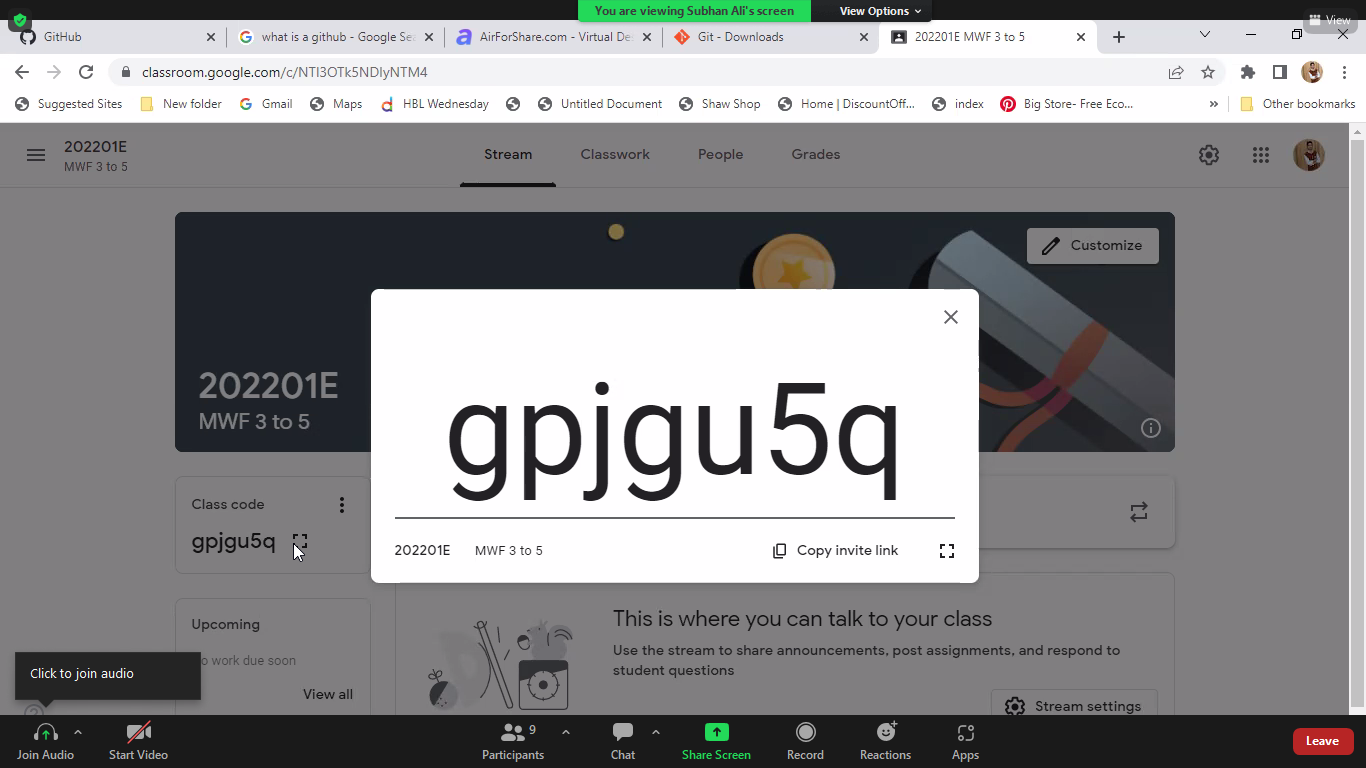 You are viewing Subhan Ali's screen
View Options
View
GitHub
what is a github - Google Sea
AirForShare.com - Virtual De
Git - Downloads
202201E MWF 3 to 5
classroom.google.com/c/NTI3OTk5NDIyNTM4
Suggested Sites
New folder
Gmail
Maps
HBL Wednesday
Untitled Document
Shaw Shop
Home | DiscountOff...
index
Big Store- Free Eco...
»
Other bookmarks
202201E
MWF 3 to 5
Stream
Classwork
People
Grades
Customize
202201E
MWF 3 to 5
gpjgu5q
202201E
MWF 3 to 5
Copy invite link
Class code
gpjgu5q
Upcoming
o work due soon
View all
This is where you can talk to your class
Use the stream to share announcements, post assignments, and respond to
student questions
Stream settings
Click to join audio
Join Audio
Start Video
9
Participants
Chat
Share Screen
Record
Reactions
Apps
Leave